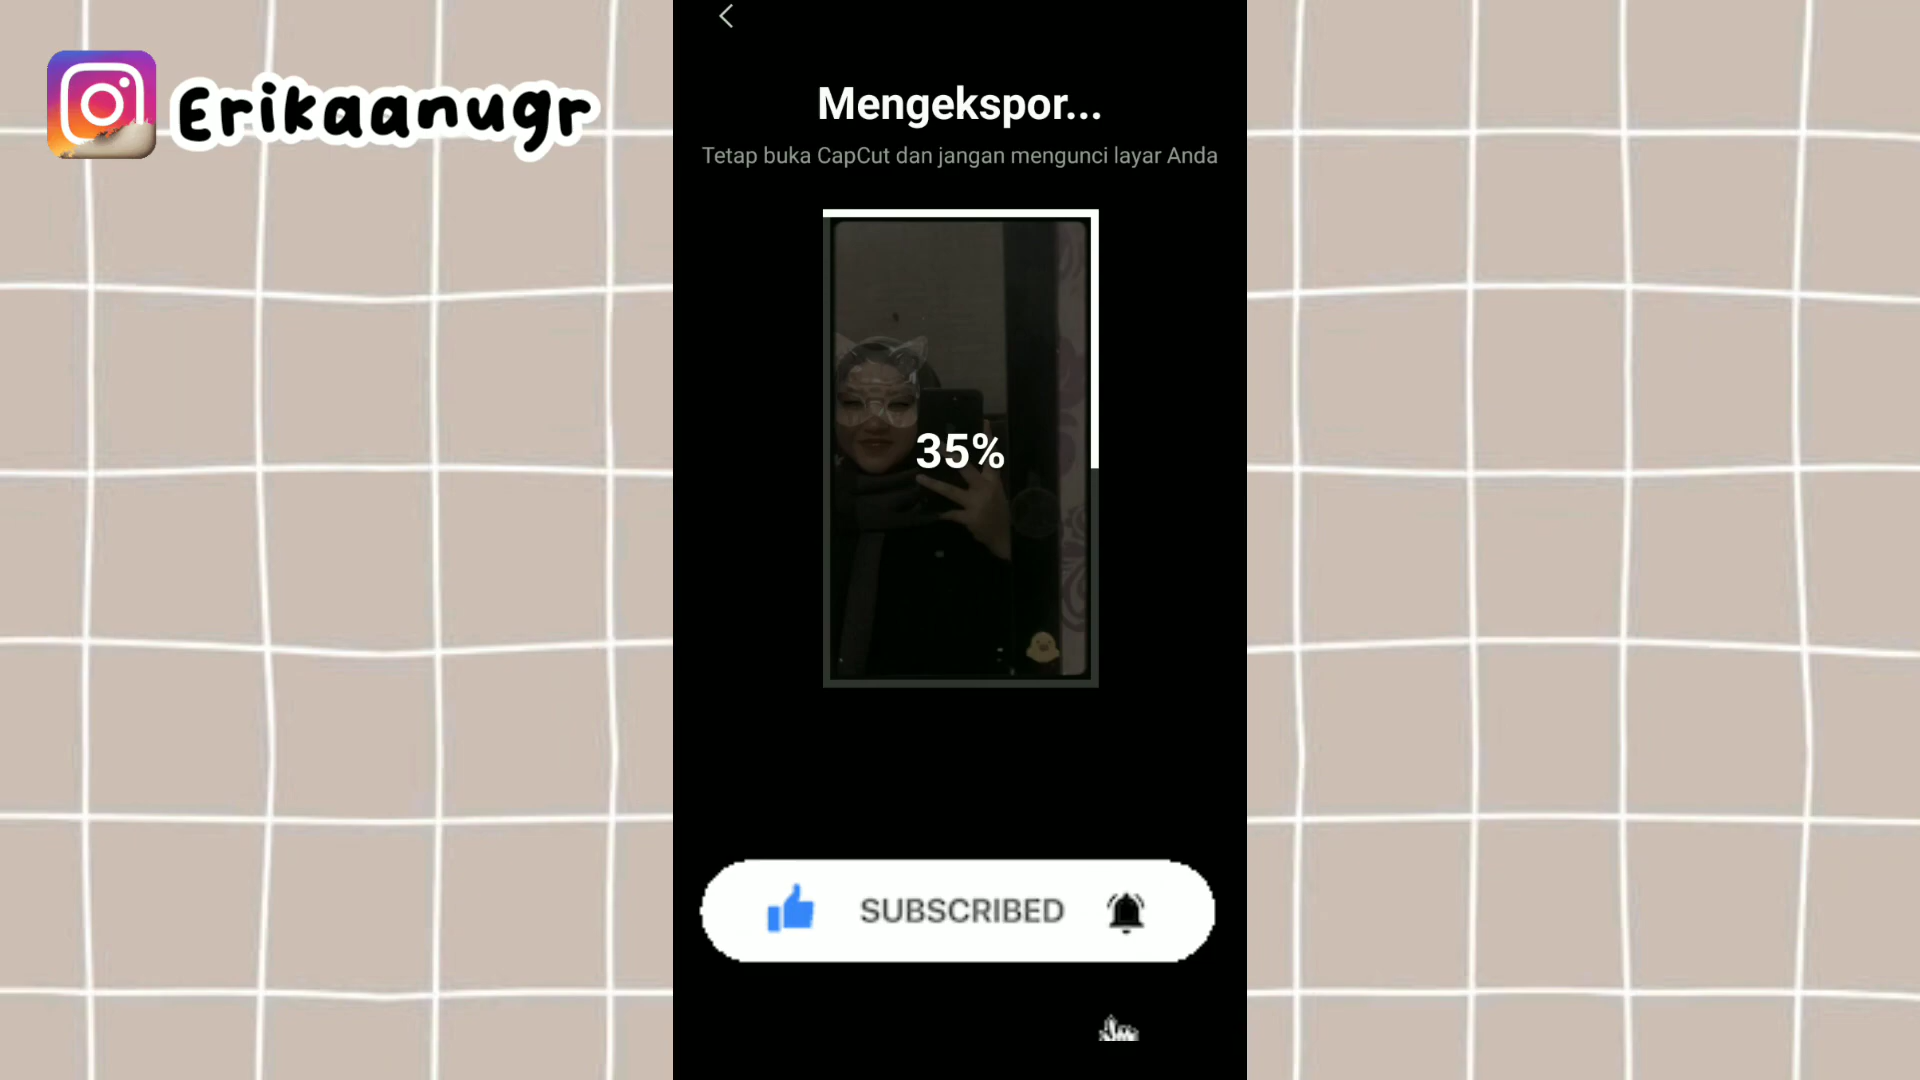 Erikaanugr
Mengekspor...
Tetap buka CapCut dan jangan mengunci layar Anda
35%
SUBSCRIBED